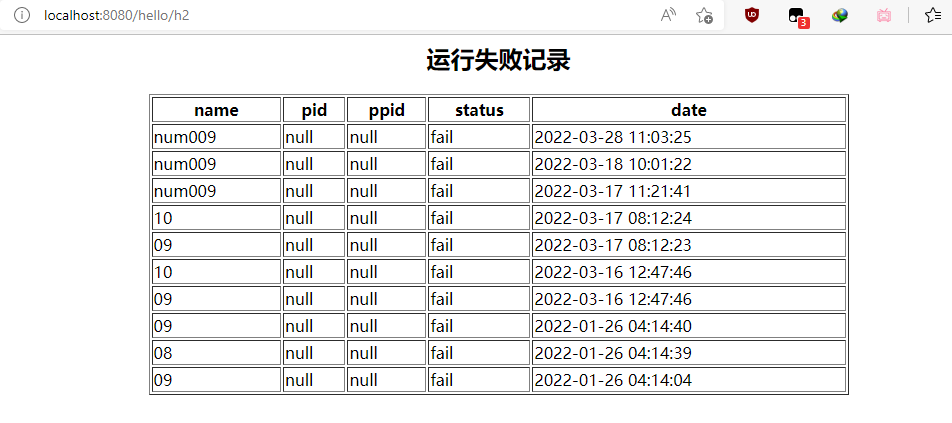 localhost:8080/hello/h2
3
运行失败记录
name pid ppid status date
num009 null null fail 2022-03-28 11:03:25
num009 null null fail 2022-03-18 10:01:22
num009 null null fail 2022-03-17 11:21:41
10 null null fail 2022-03-17 08:12:24
09 null null fail 2022-03-17 08:12:23
10 null null fail 2022-03-16 12:47:46
09 null null fail 2022-03-16 12:47:46
09 null null fail 2022-01-26 04:14:40
08 null null fail 2022-01-26 04:14:39
09 null null fail 2022-01-26 04:14:04